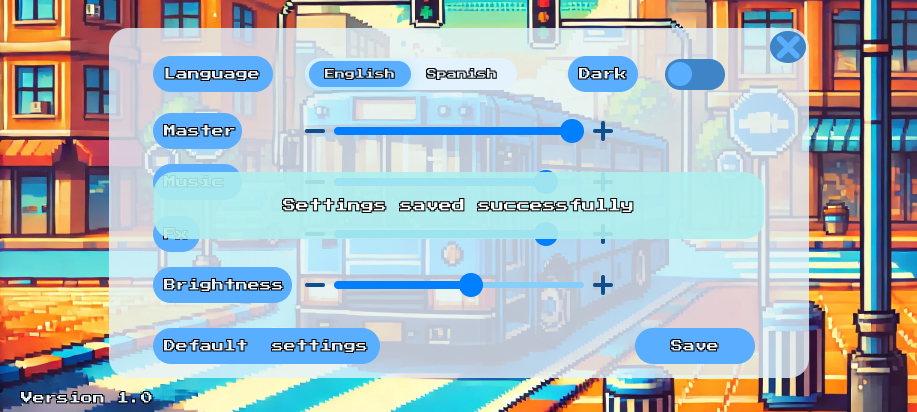 Language English Spanish Dark
Master
Music
Settings saved successfully
Fx
Brightness
Default settings Save
Version 1.0